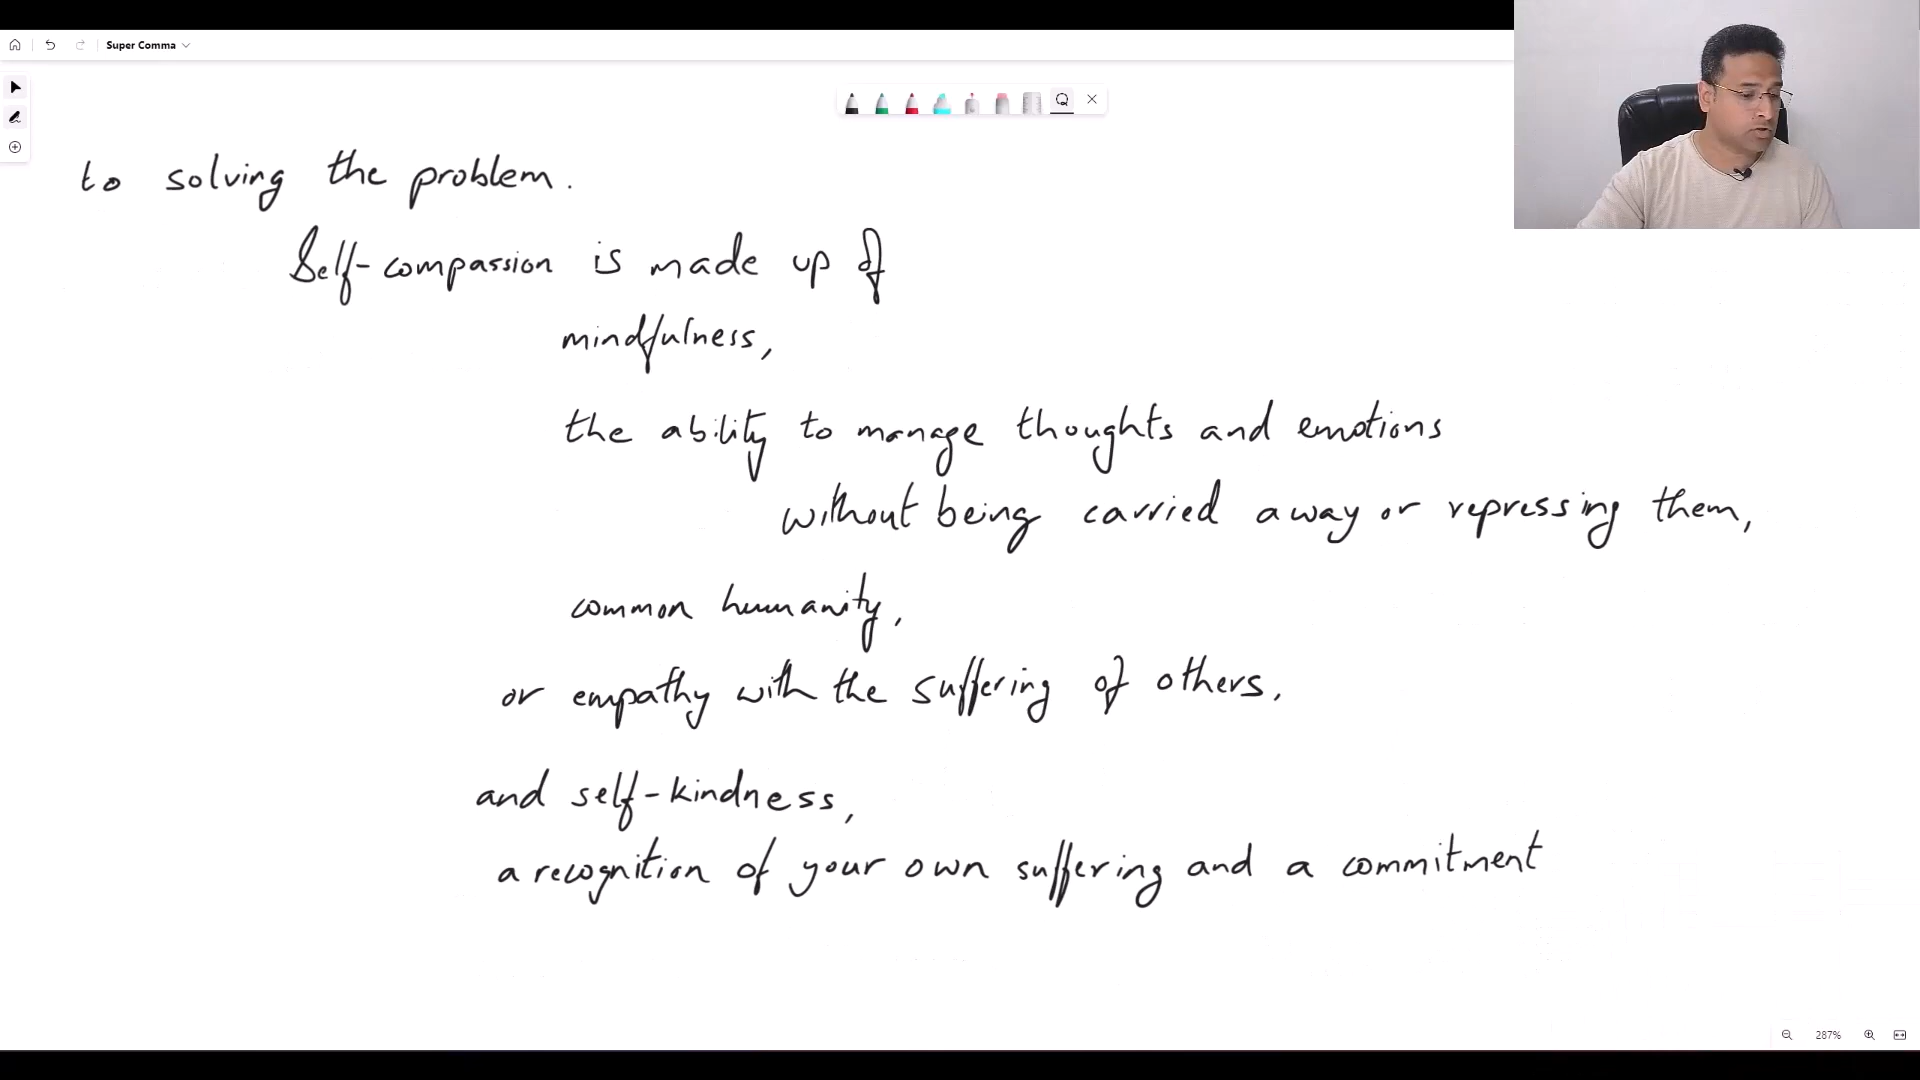 Super Comma
to solving the problem.
Self-compassion is made up of
mindfulness,
the ability to manage thoughts and emotions
without being carried away or repressing them,
common humanity,
or empathy with the suffering of others,
and self-kindness,
a recognition of your own suffering and a commitment
287%